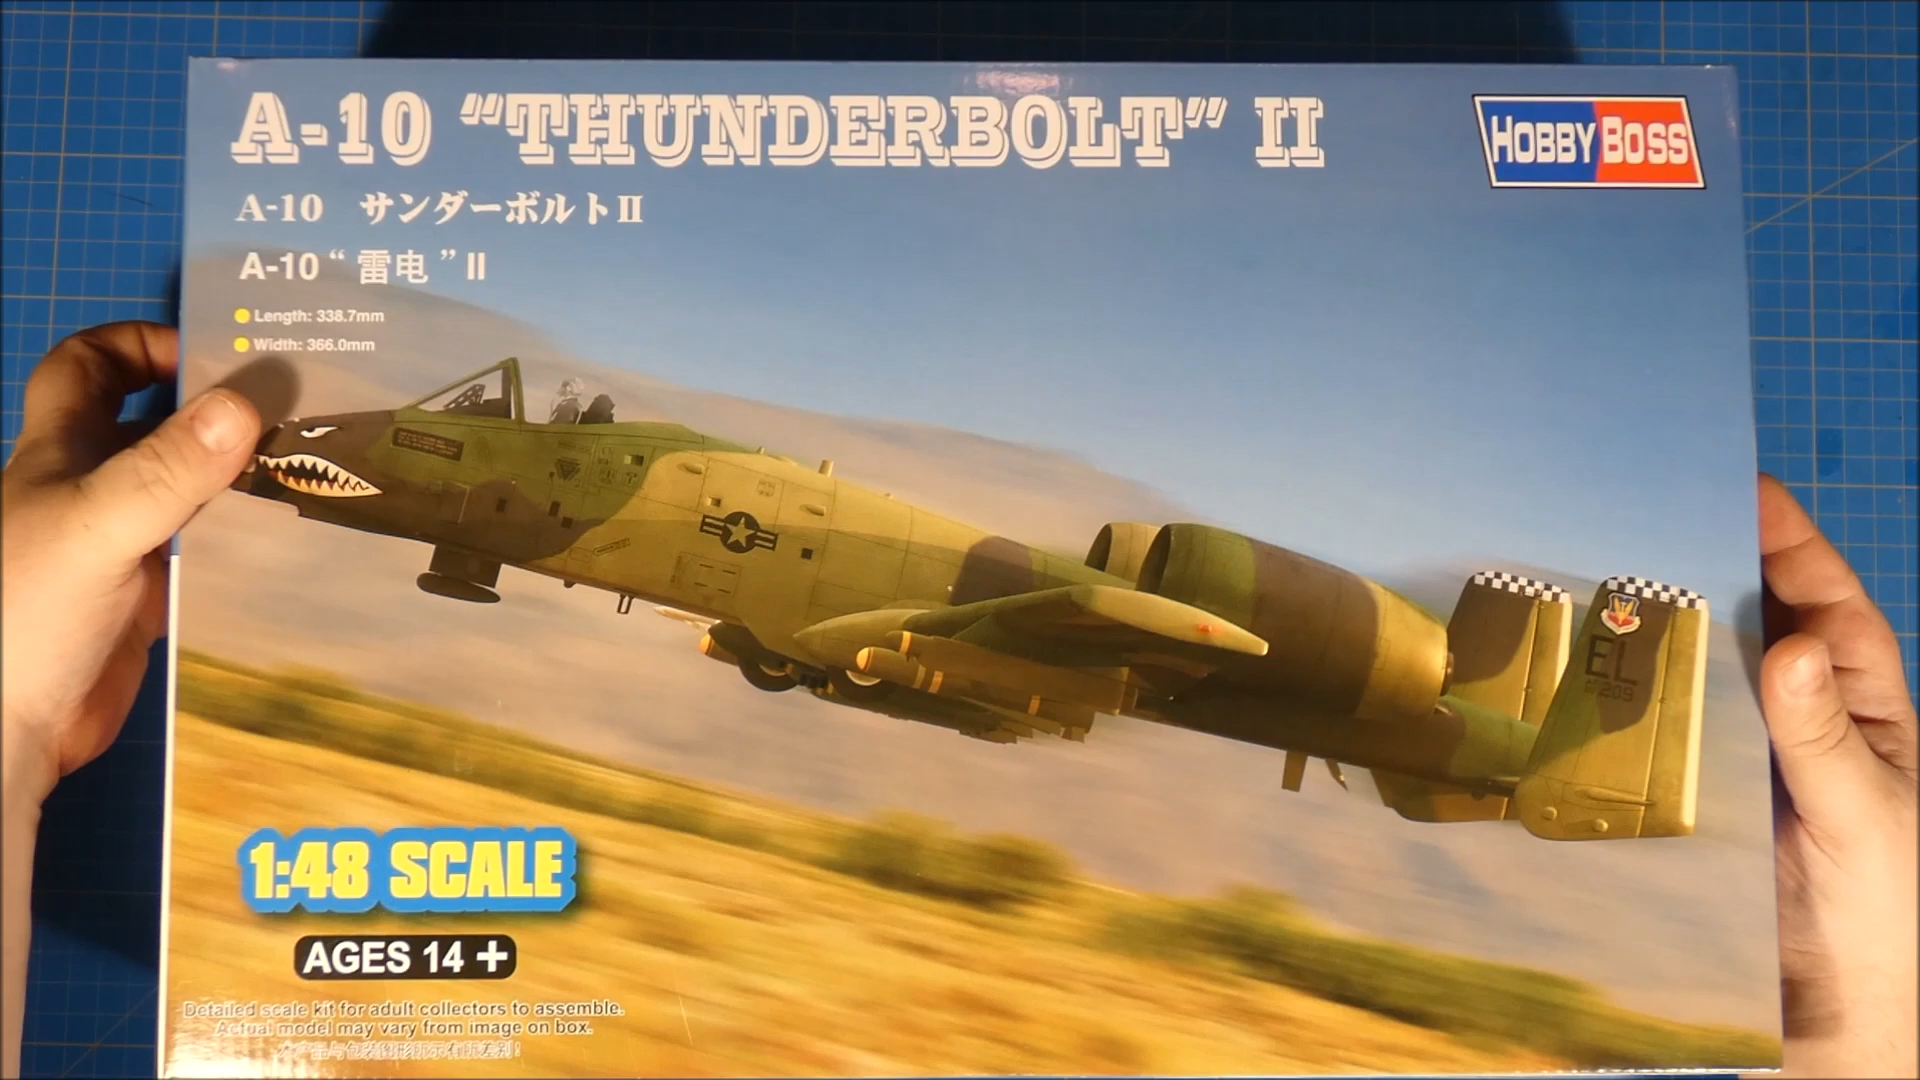 A-10 “THUNDERBOLT” II
HOBBY BOSS
A-10 サンダーボルトII
A-10 “雷电” II
Length: 338.7mm
Width: 366.0mm
EL
209
1:48 SCALE
AGES 14 +
Detailed scale kit for adult collectors to assemble.
Actual model may vary from image on box.